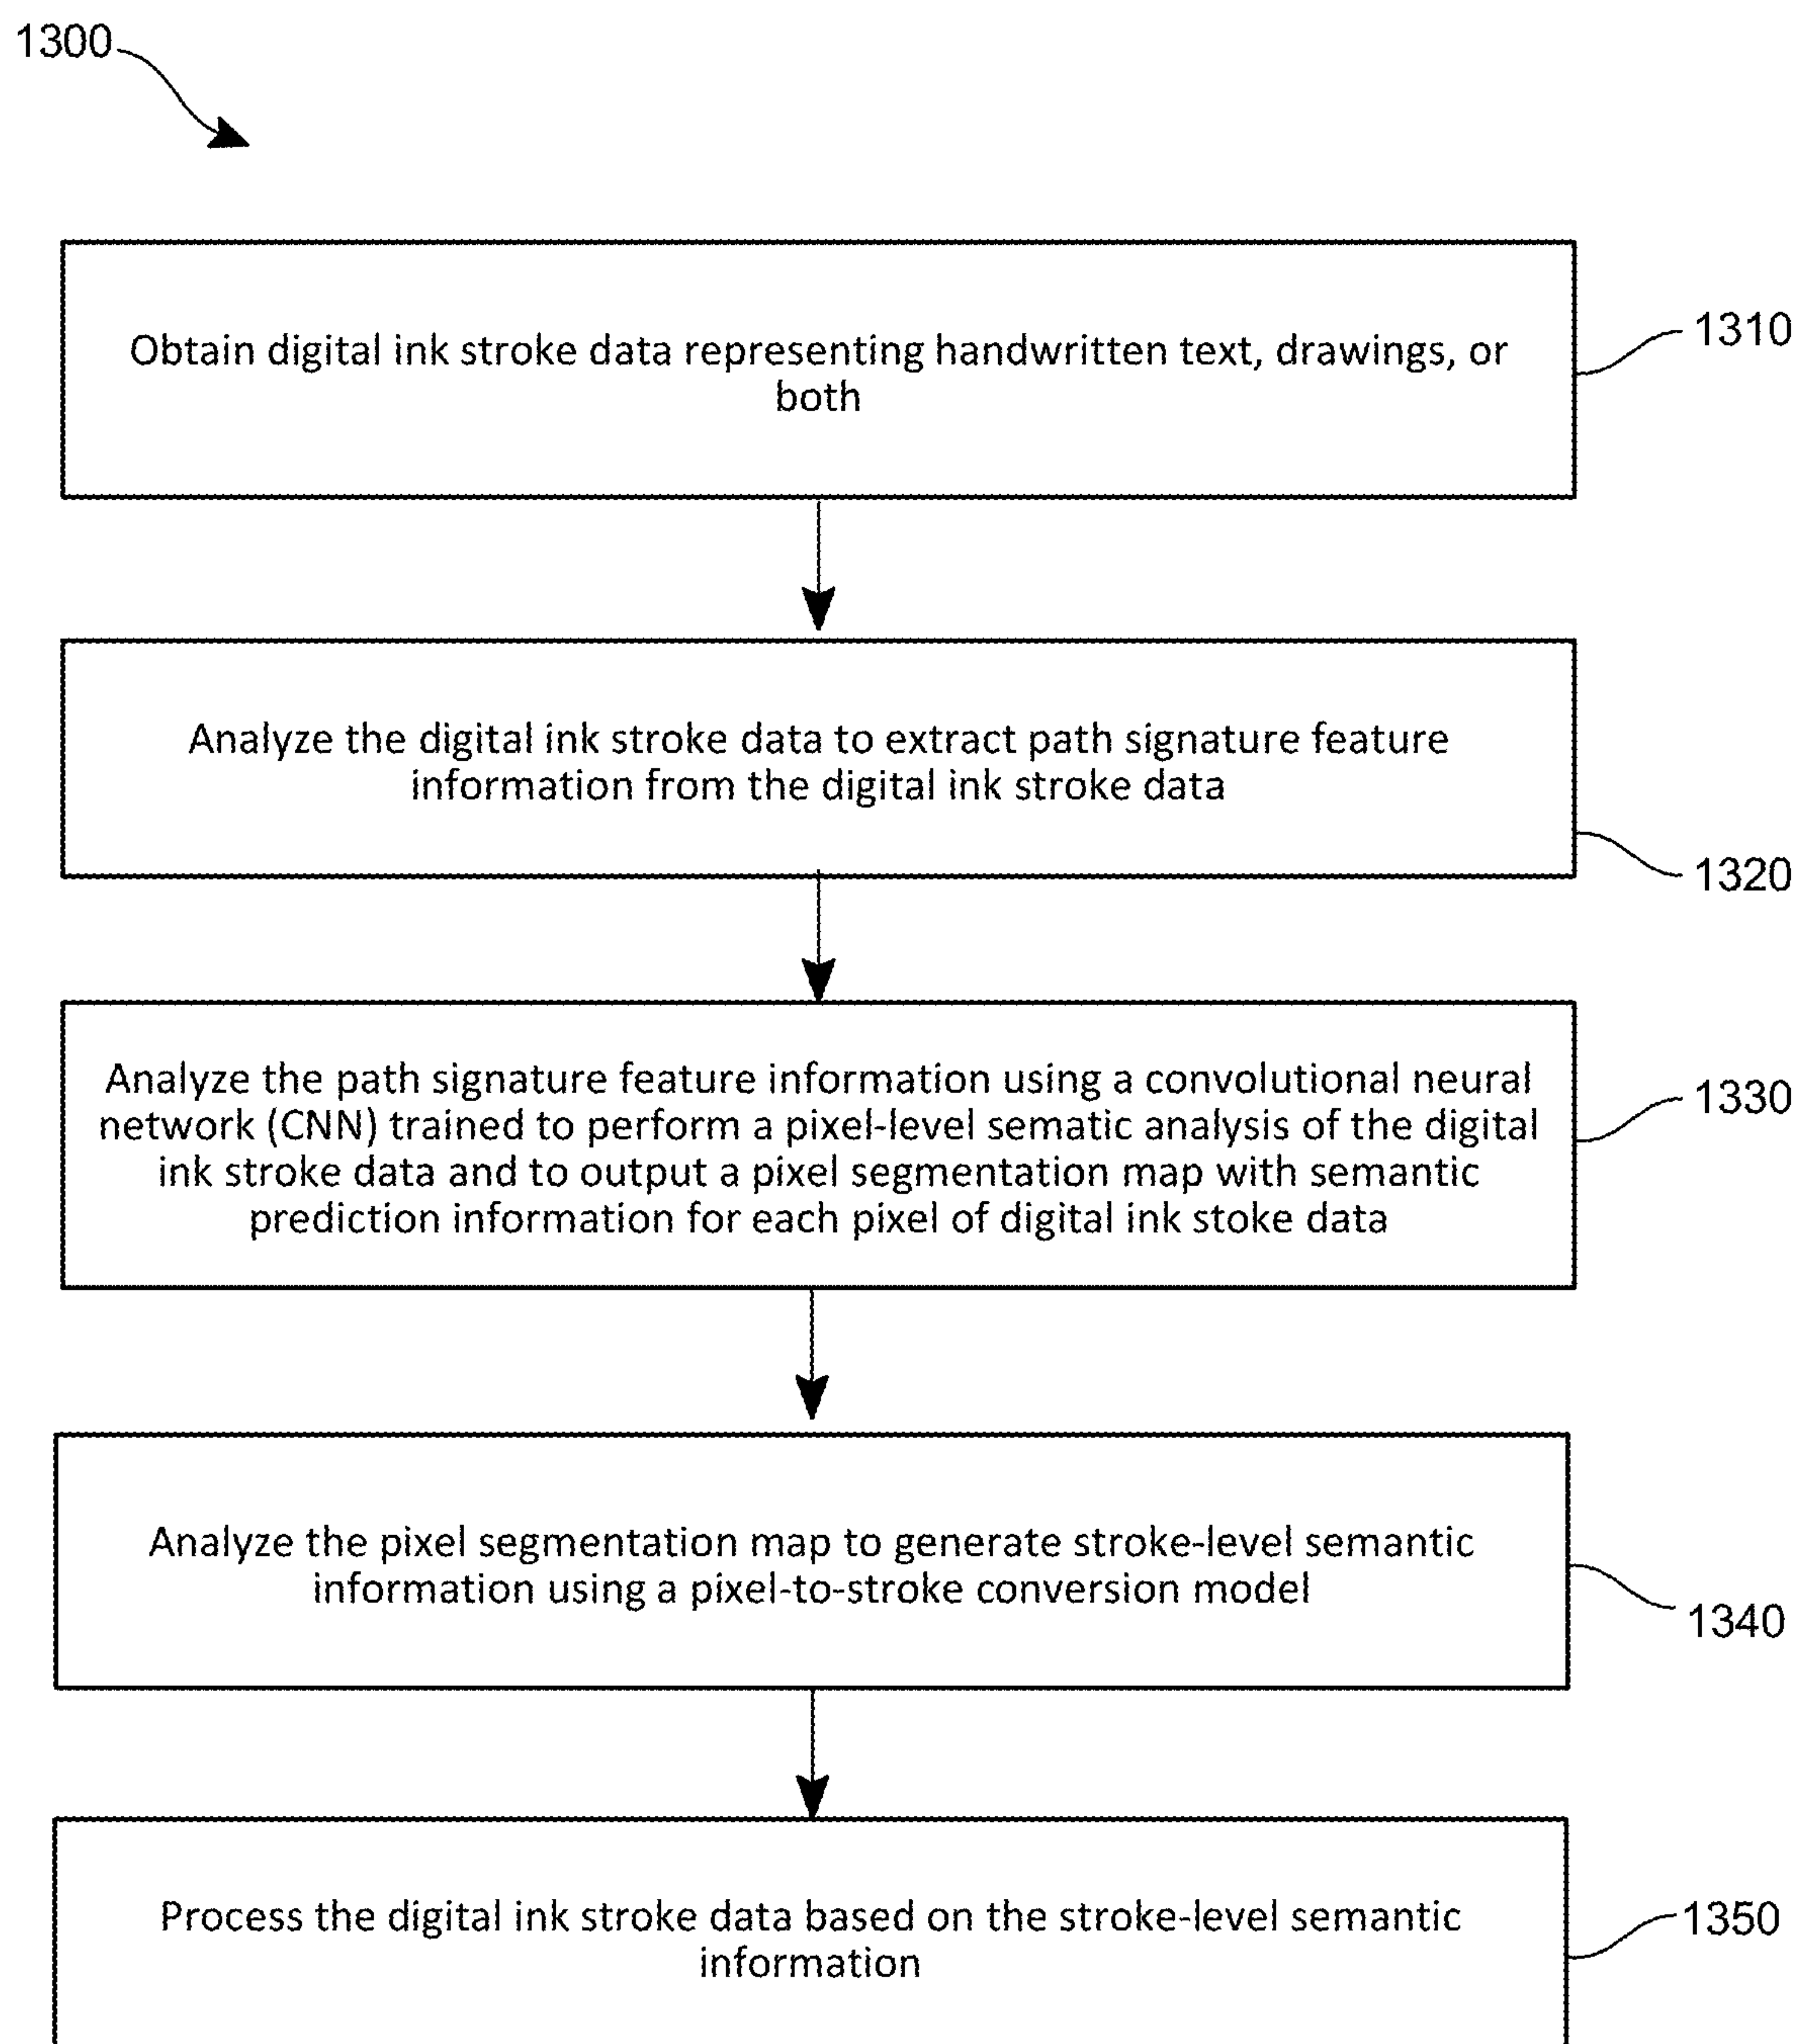 1300
Obtain digital ink stroke data representing handwritten text, drawings, or
both
1310
Analyze the digital ink stroke data to extract path signature feature
information from the digital ink stroke data
1320
Analyze the path signature feature information using a convolutional neural
network (CNN) trained to perform a pixel-level sematic analysis of the digital
ink stroke data and to output a pixel segmentation map with semantic
prediction information for each pixel of digital ink stoke data
1330
Analyze the pixel segmentation map to generate stroke-level semantic
information using a pixel-to-stroke conversion model
1340
Process the digital ink stroke data based on the stroke-level semantic
information
1350